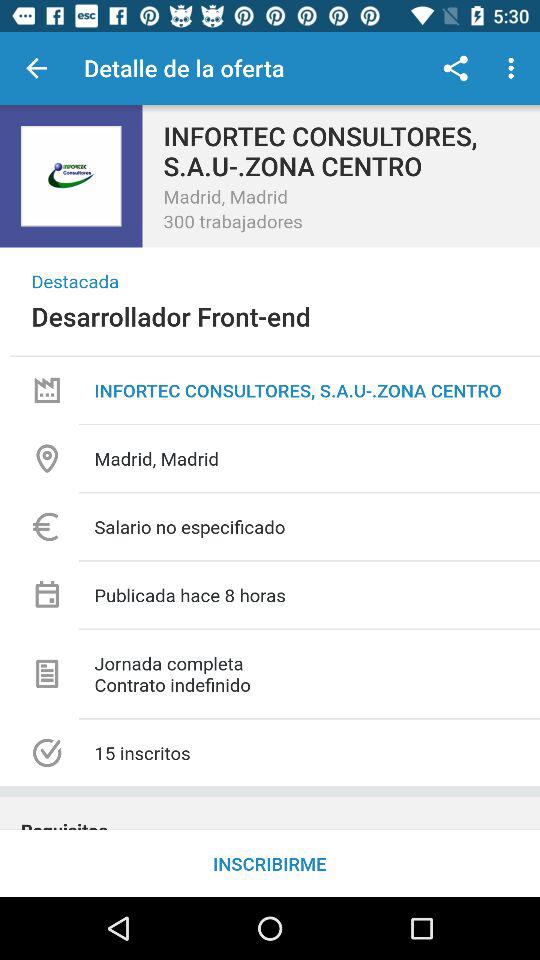 esc 5:30
Detalle de la oferta
INFORTEC CONSULTORES,
S.A.U-.ZONA CENTRO
Madrid, Madrid
300 trabajadores
INFORTEC
Consultores
Destacada
Desarrollador Front-end
INFORTEC CONSULTORES, S.A.U-.ZONA CENTRO
Madrid, Madrid
Salario no especificado
Publicada hace 8 horas
Jornada completa
Contrato indefinido
15 inscritos
Requisitos
INSCRIBIRME